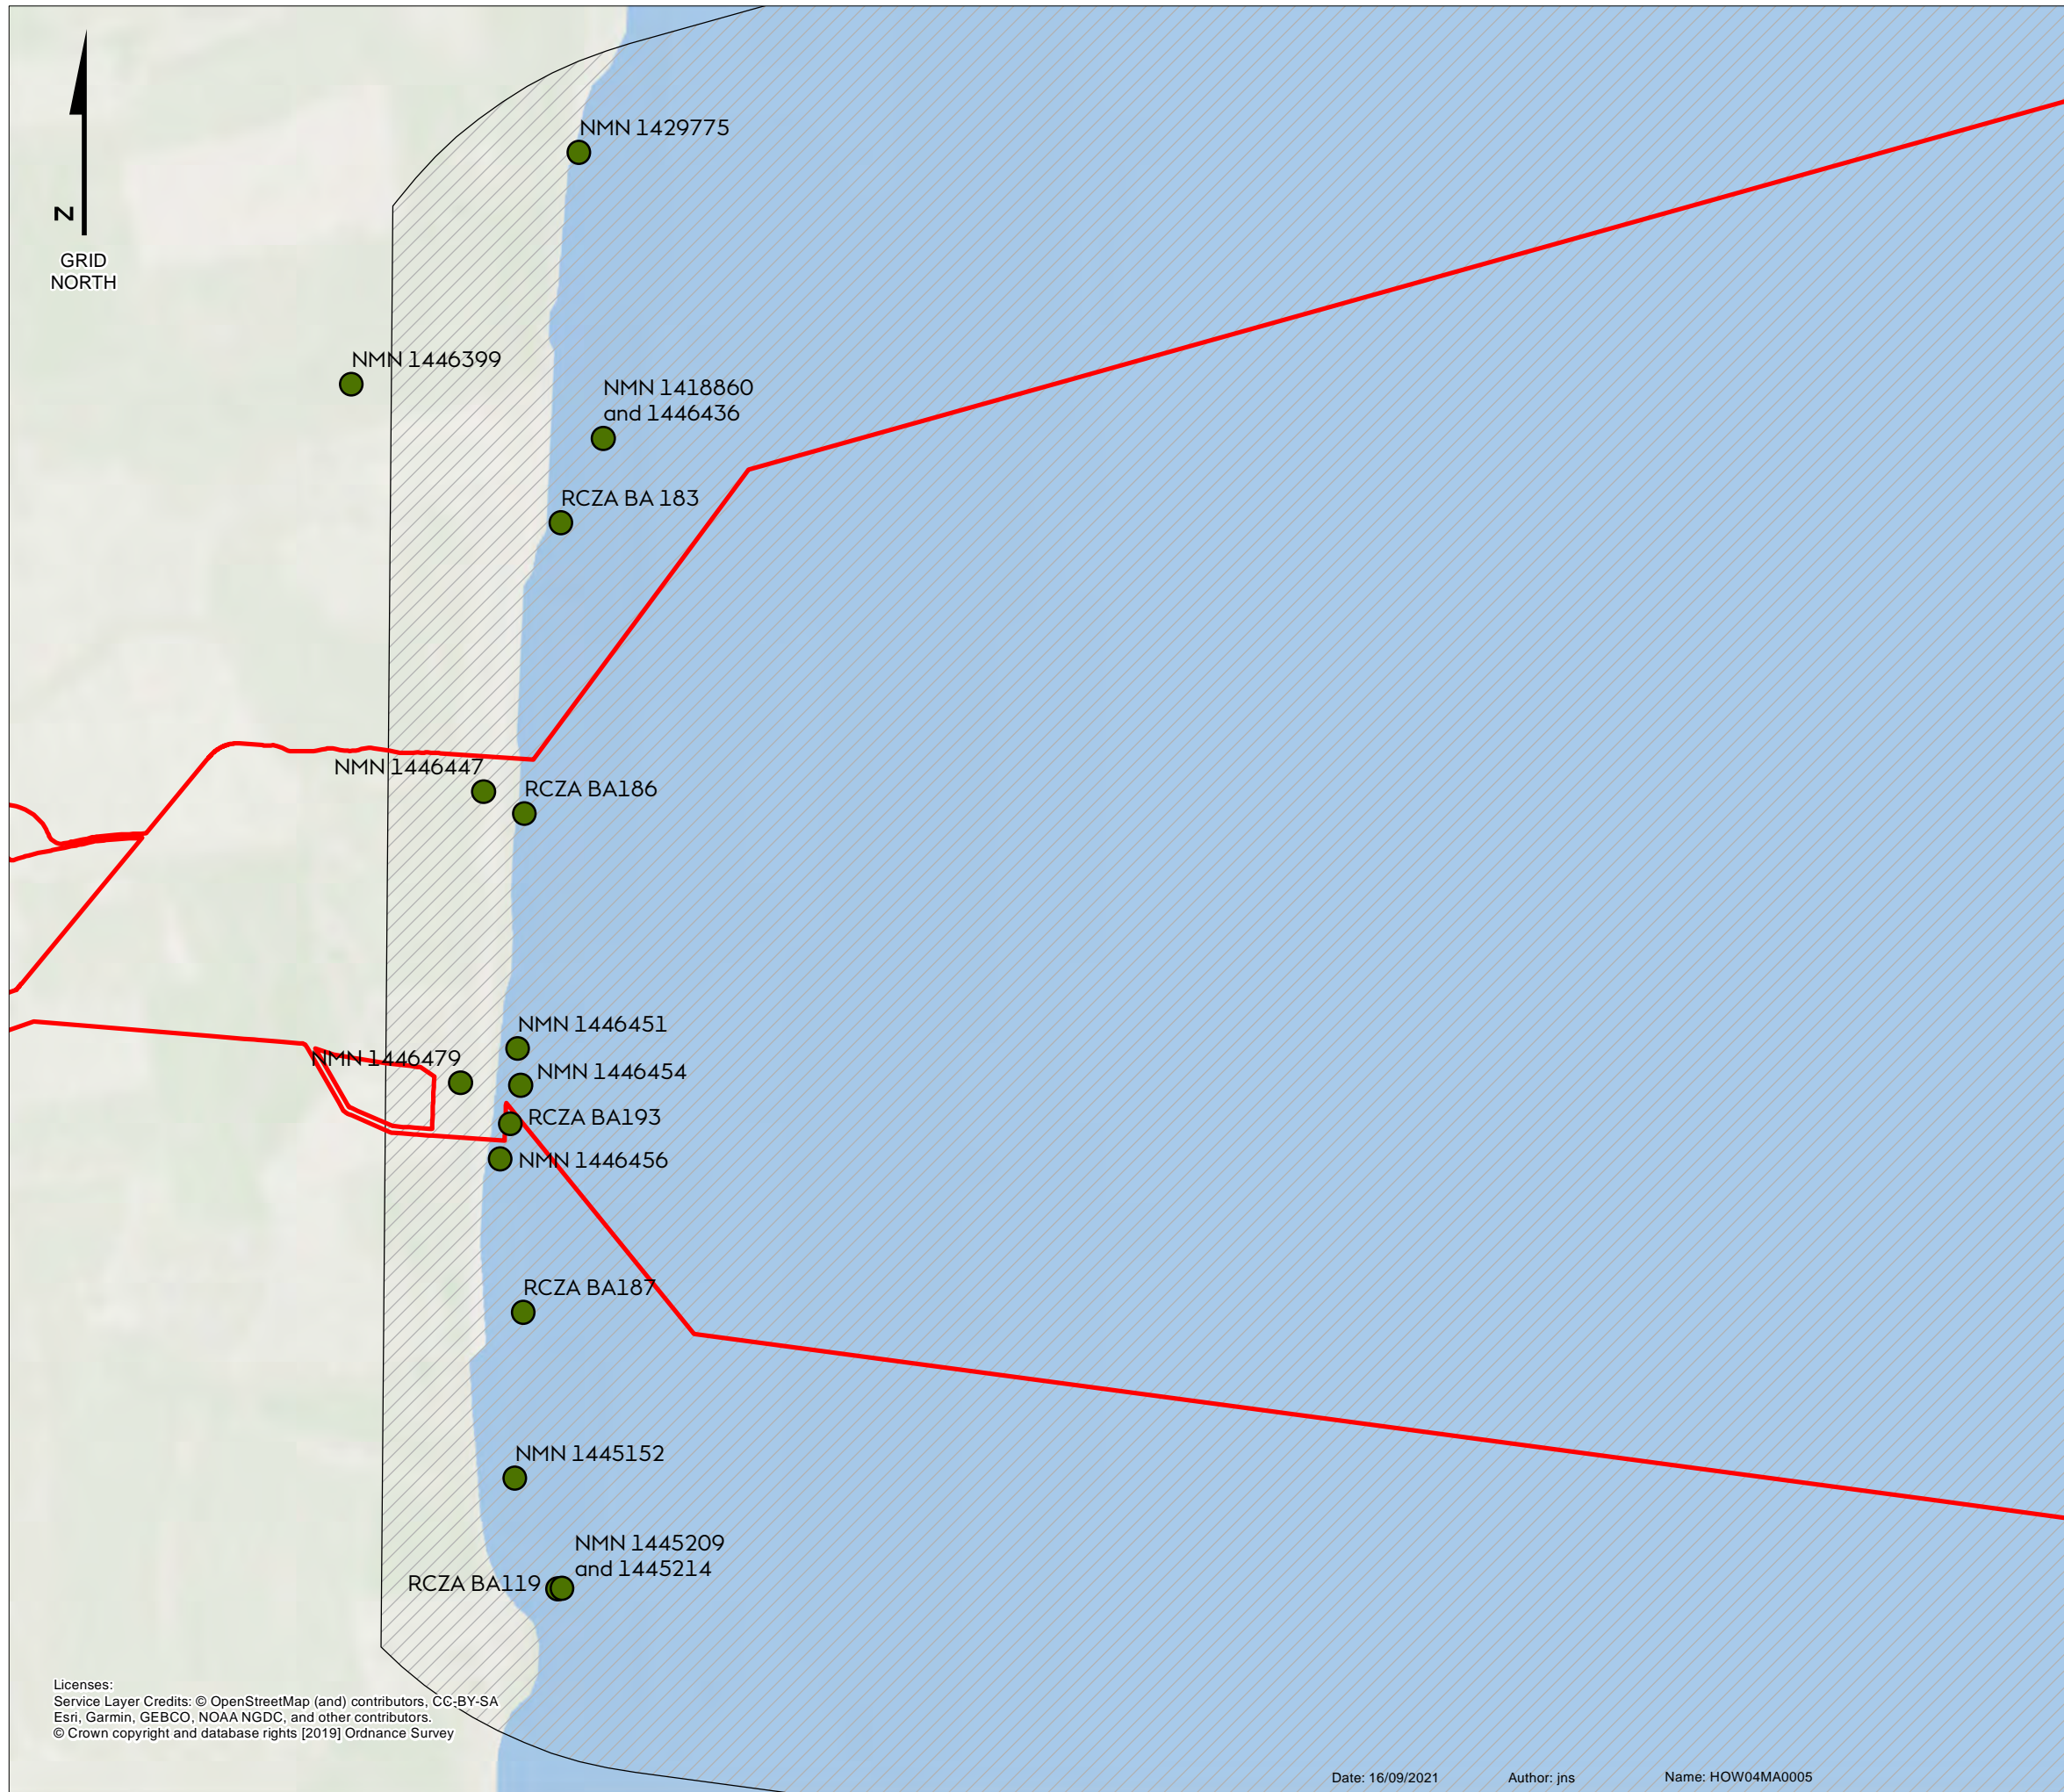 NMN 1429775
N
GRID
NORTH
NMN 1446399
NMN 1418860
and 1446436
RCZA BA 183
NMN 1446447
RCZA BA186
NMN 1446451
NMN 1446479
NMN 1446454
RCZA BA193
NMN 1446456
RCZA BA187
NMN 1445152
NMN 1445209
and 1445214
RCZA BA119
Licenses:
Service Layer Credits: © OpenStreetMap (and) contributors, CC-BY-SA
Esri, Garmin, GEBCO, NOAA NGDC, and other contributors.
© Crown copyright and database rights [2019] Ordnance Survey
Date: 16/09/2021 Author: jns Name: HOW04MA0005